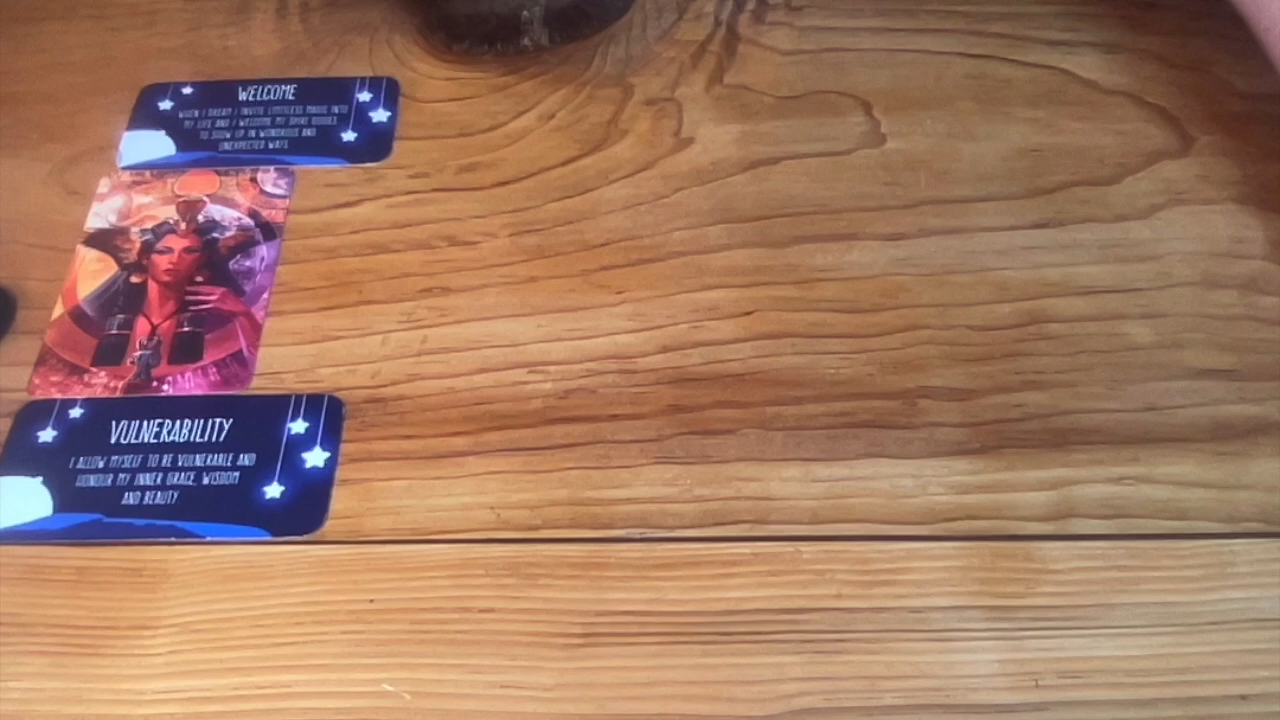 WELCOME
WHEN I DREAM I INVITE LIMITLESS MAGIC INTO
MY LIFE AND I WELCOME MY SPIRIT GUIDES
TO SHOW UP IN WONDROUS AND
UNEXPECTED WAYS
VULNERABILITY
I ALLOW MYSELF TO BE VULNERABLE AND
HONOUR MY INNER GRACE, WISDOM
AND BEAUTY